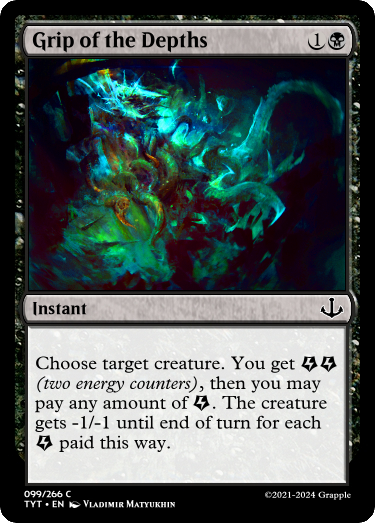 Grip of the Depths 1
Instant
Choose target creature. You get
(two energy counters), then you may
pay any amount of . The creature
gets -1/-1 until end of turn for each
paid this way.
099/266 C
TYT • EN Vladimir Matyukhin
©2021-2024 Grapple